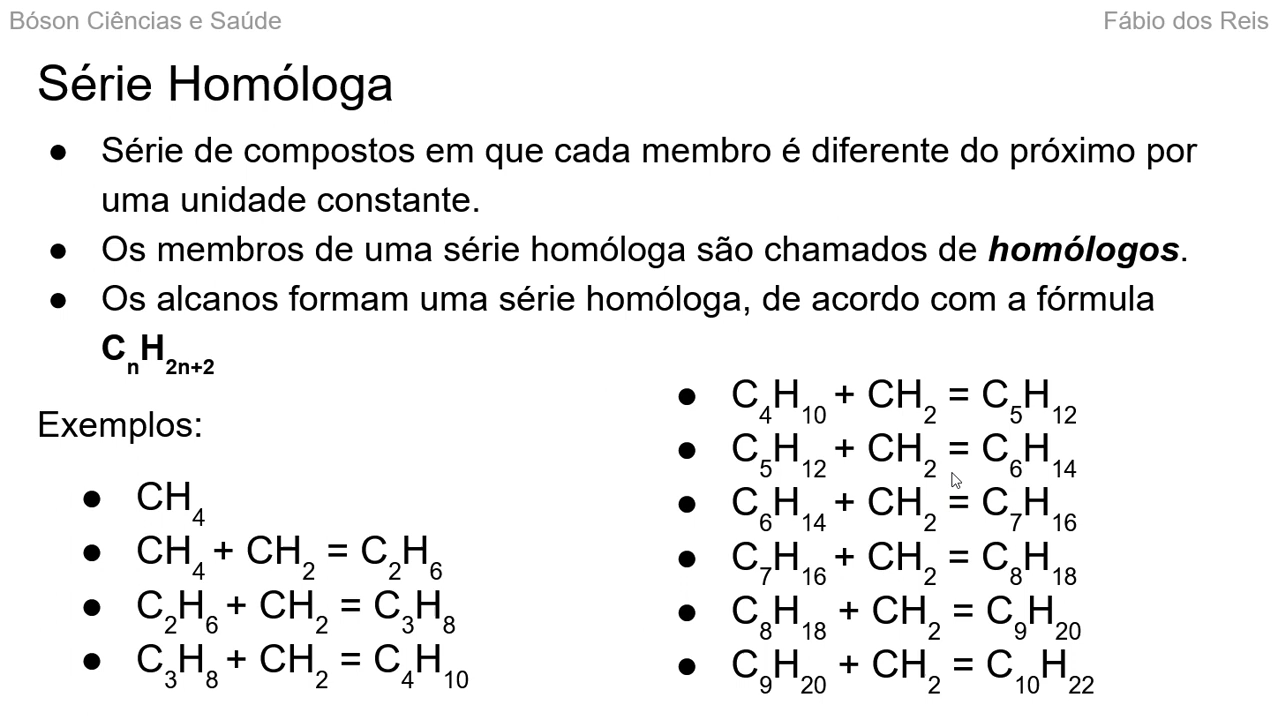 Bóson Ciências e Saúde
Fábio dos Reis
Série Homóloga
● Série de compostos em que cada membro é diferente do próximo por
uma unidade constante.
● Os membros de uma série homóloga são chamados de homólogos.
● Os alcanos formam uma série homóloga, de acordo com a fórmula
CₙH₂ₙ₊₂
Exemplos:
● CH₄
● CH₄ + CH₂ = C₂H₆
● C₂H₆ + CH₂ = C₃H₈
● C₃H₈ + CH₂ = C₄H₁₀
● C₄H₁₀ + CH₂ = C₅H₁₂
● C₅H₁₂ + CH₂ = C₆H₁₄
● C₆H₁₄ + CH₂ = C₇H₁₆
● C₇H₁₆ + CH₂ = C₈H₁₈
● C₈H₁₈ + CH₂ = C₉H₂₀
● C₉H₂₀ + CH₂ = C₁₀H₂₂